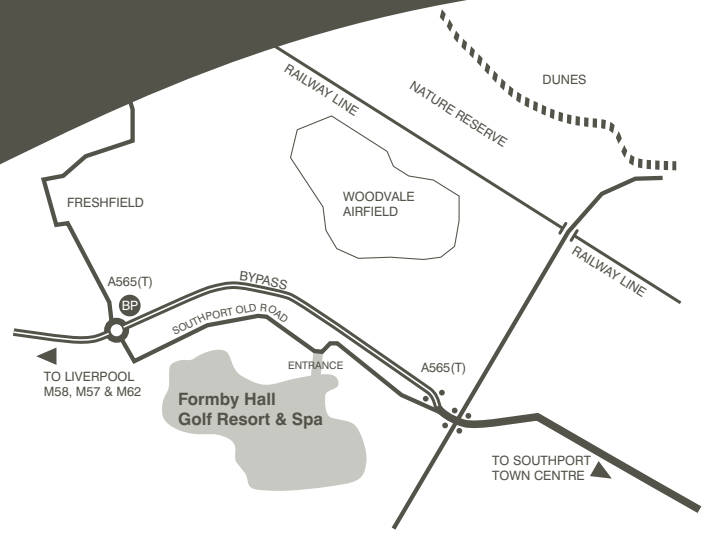 DUNES
RAILWAY LINE
NATURE RESERVE
WOODVALE
AIRFIELD
FRESHFIELD
RAILWAY LINE
A565(T)
BP
BYPASS
SOUTHPORT OLD ROAD
ENTRANCE
A565(T)
TO LIVERPOOL
M58, M57 & M62
Formby Hall
Golf Resort & Spa
TO SOUTHPORT
TOWN CENTRE